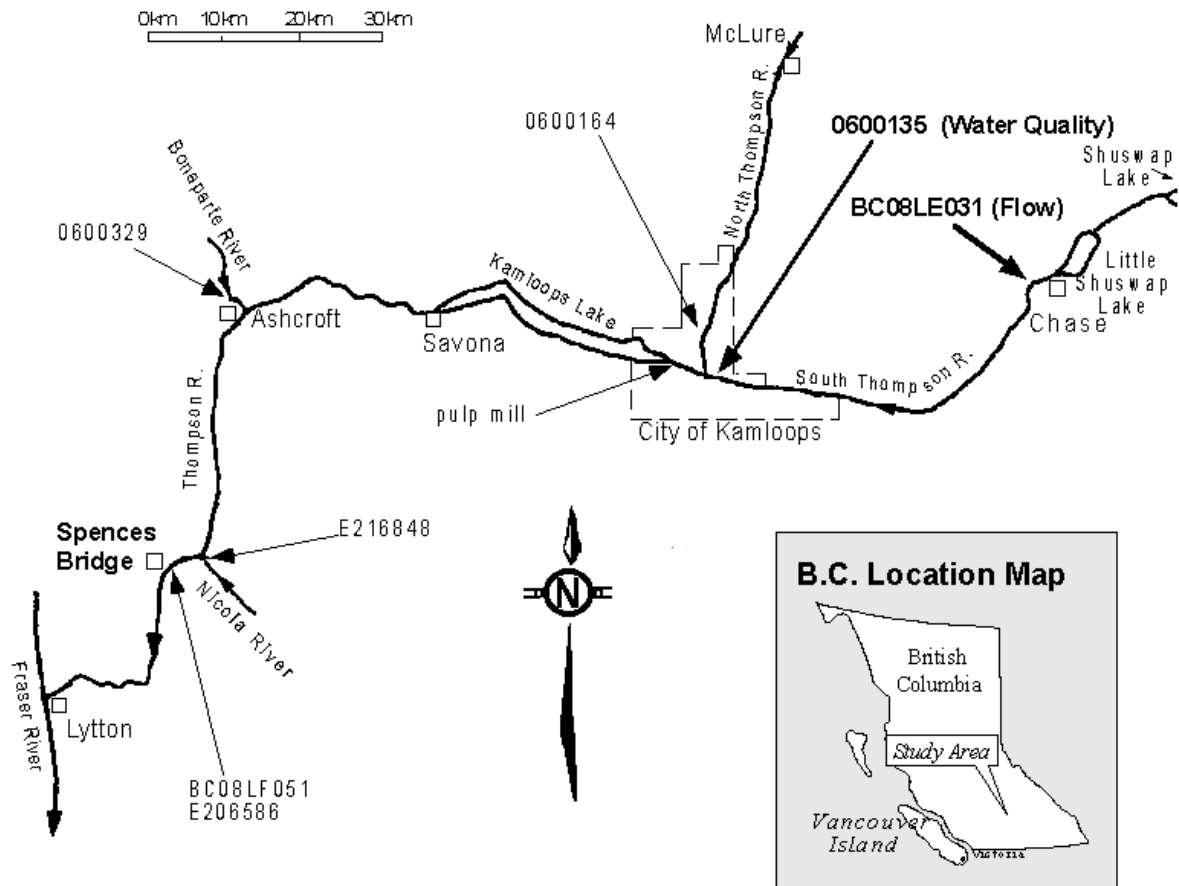 0km 10km 20km 30km
McLure
0600164
0600135 (Water Quality)
North Thompson R.
Shuswap
Lake
BC08LE031 (Flow)
Bonaparte River
0600329
Little
Shuswap
Lake
Kamloops Lake
Ashcroft
Savona
Chase
South Thompson R.
pulp mill
City of Kamloops
Thompson R.
Spences
Bridge
E216848
Nicola River
N
Fraser River
Lytton
BC08LF051
E206586
B.C. Location Map
British
Columbia
Study Area
Vancouver
Island
Victoria